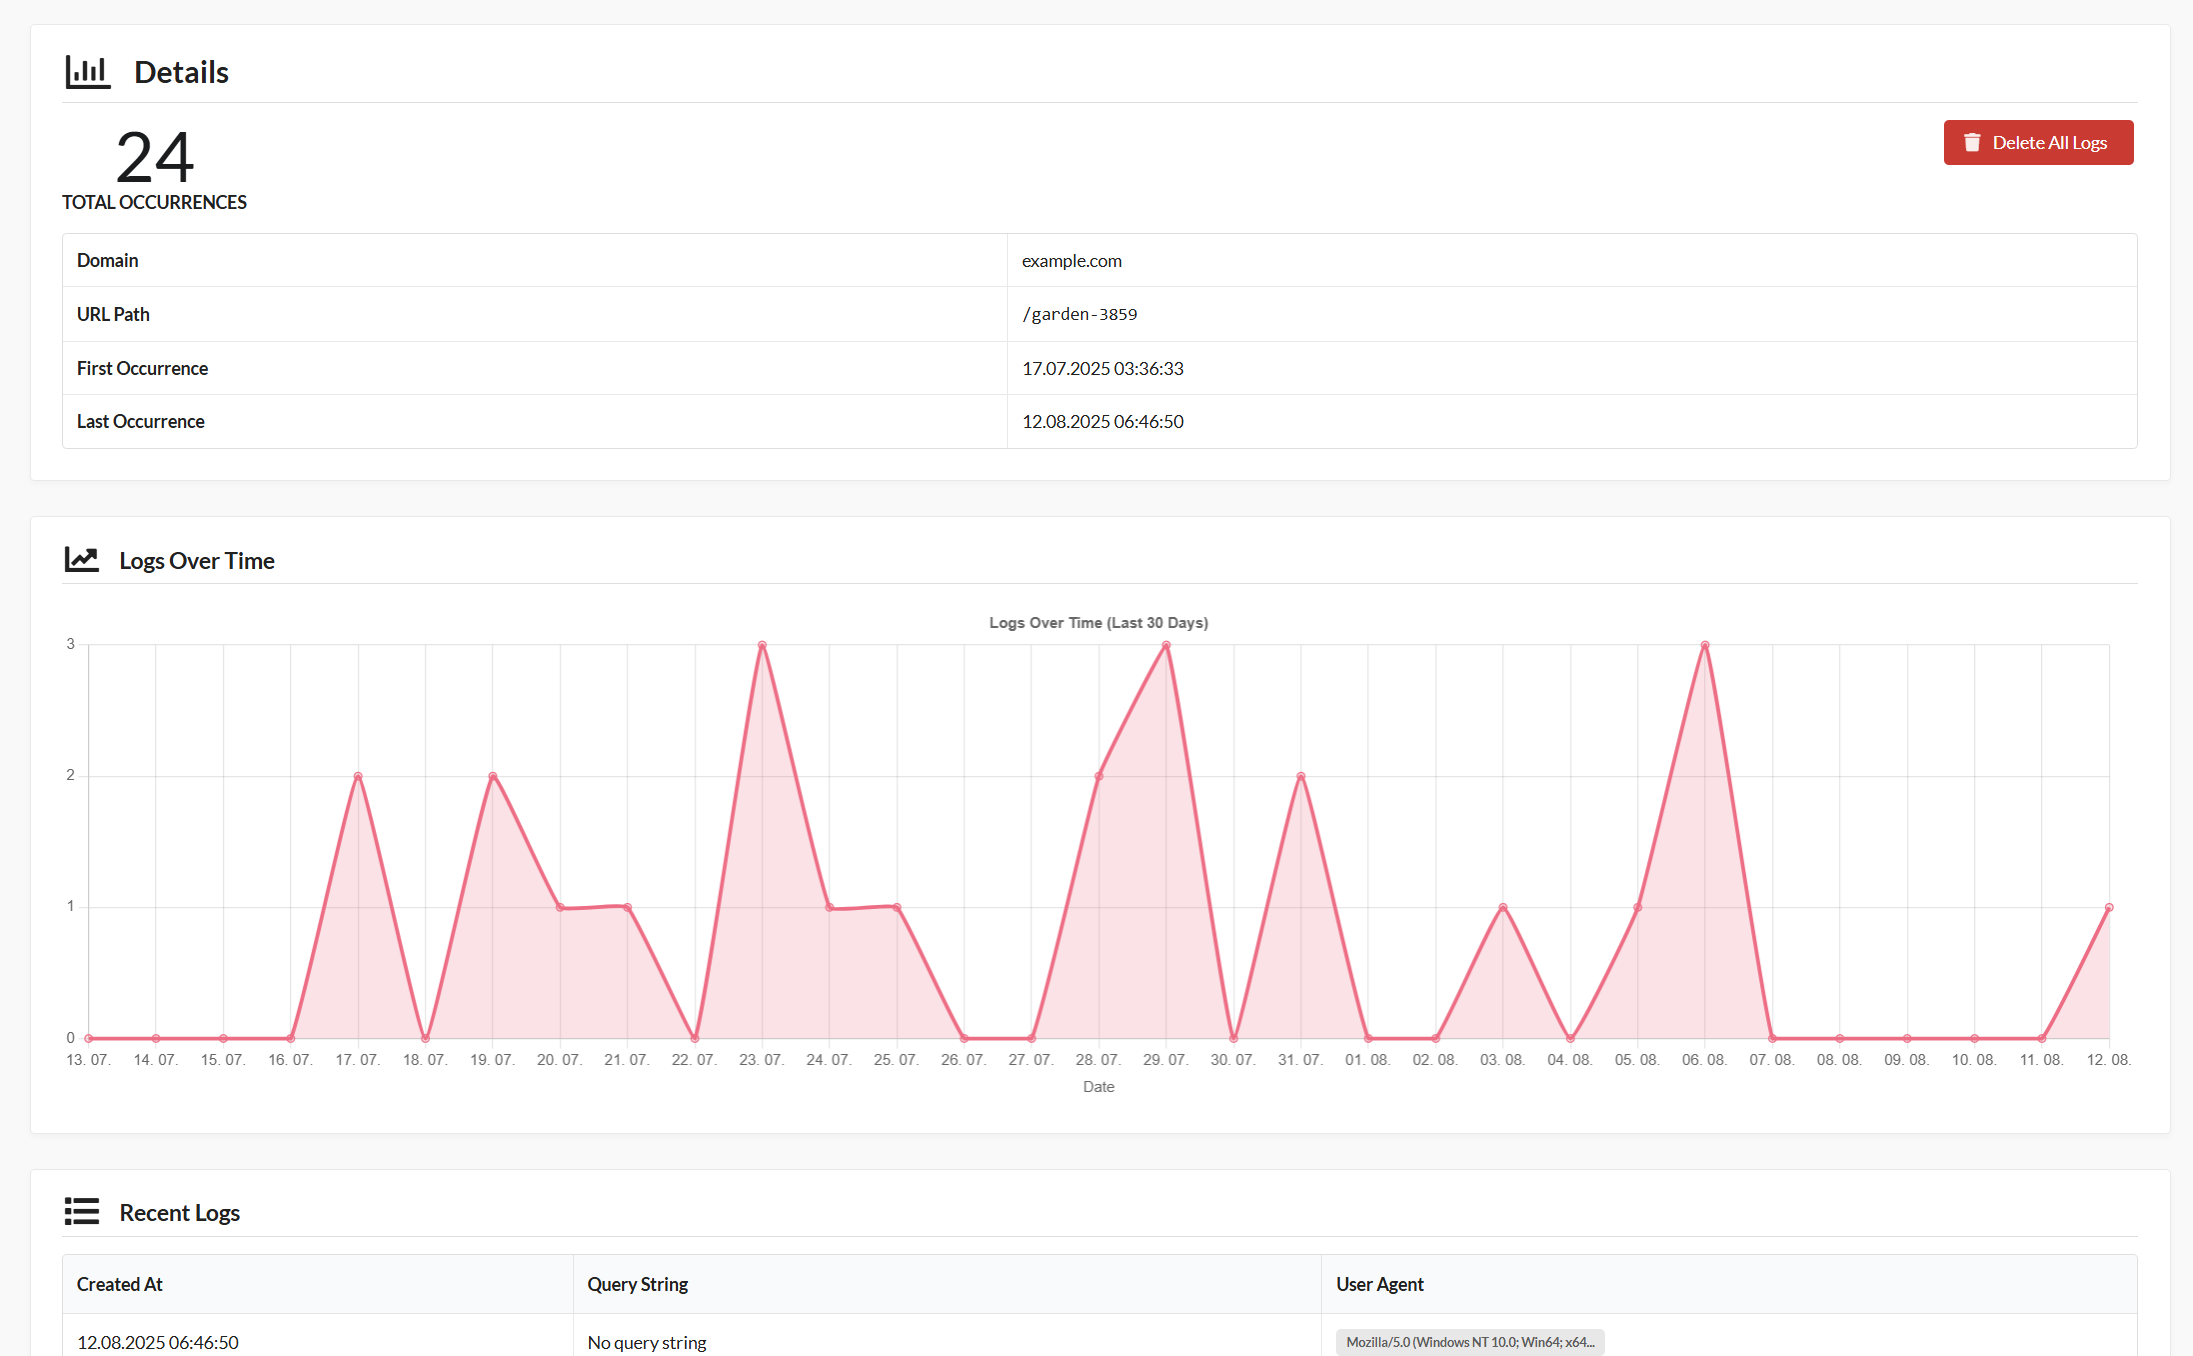 Details
24
TOTAL OCCURRENCES
Delete All Logs
Domain example.com
URL Path /garden-3859
First Occurrence 17.07.2025 03:36:33
Last Occurrence 12.08.2025 06:46:50
Logs Over Time
Logs Over Time (Last 30 Days)
3
2
1
0
13. 07. 14. 07. 15. 07. 16. 07. 17. 07. 18. 07. 19. 07. 20. 07. 21. 07. 22. 07. 23. 07. 24. 07. 25. 07. 26. 07. 27. 07. 28. 07. 29. 07. 30. 07. 31. 07. 01. 08. 02. 08. 03. 08. 04. 08. 05. 08. 06. 08. 07. 08. 08. 08. 09. 08. 10. 08. 11. 08. 12. 08.
Date
Recent Logs
Created At Query String User Agent
12.08.2025 06:46:50 No query string Mozilla/5.0 (Windows NT 10.0; Win64; x64...